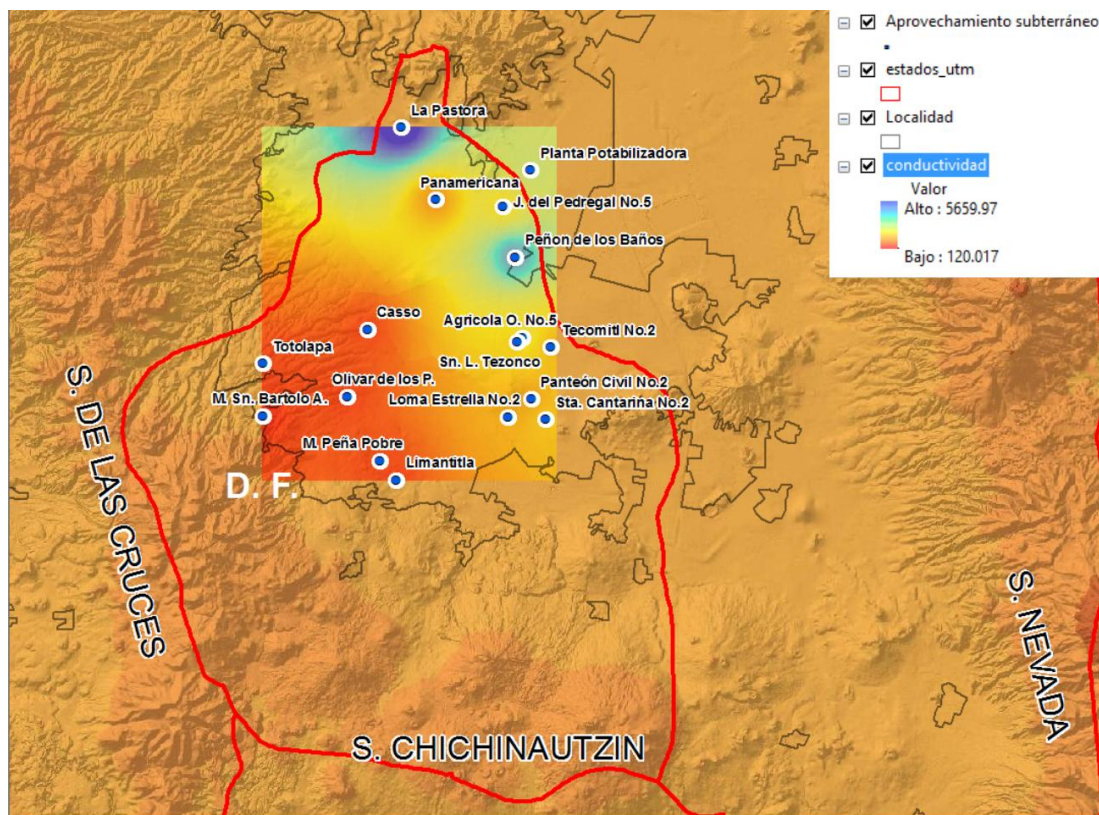 Aprovechamiento subterráneo
estados_utm
Localidad
conductividad
Valor
Alto : 5659.97
Bajo : 120.017
La Pastora
Planta Potabilizadora
Panamericana
J. del Pedregal No.5
Peñon de los Baños
Casso
Agricola O. No.5
Tecomitl No.2
Totolapa
Sn. L. Tezonco
Olivar de los P.
Panteón Civil No.2
M. Sn. Bartolo A.
Loma Estrella No.2
Sta. Cantariña No.2
M. Peña Pobre
Limantitla
D. F.
S. DE LAS CRUCES
S. NEVADA
S. CHICHINAUTZIN